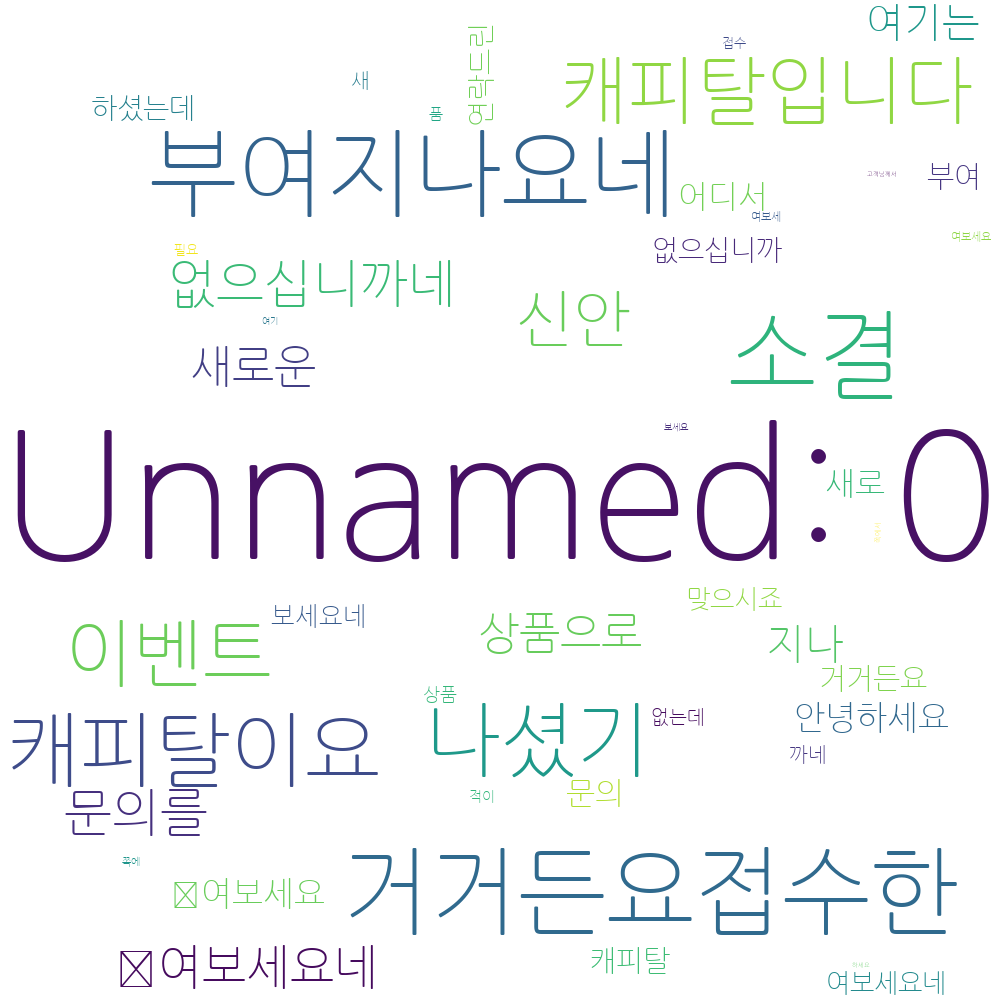 여기는
연락드린
접수
캐피탈입니다
새
하셨는데
품
부여지나요네
어디서
고객님께서
부여
여보세
여보세요
없으십니까
필요
없으십니까네
여기
신안
소결
새로운
Unnamed: 0
보세요
새로
맞으시죠
보세요네
상품으로
이벤트
지나
거거든요
상품
나셨기
없는데
안녕하세요
캐피탈이요
까네
문의를
적이
문의
쪽에
거거든요접수한
여보세요
여보세요네
캐피탈
여보세요네